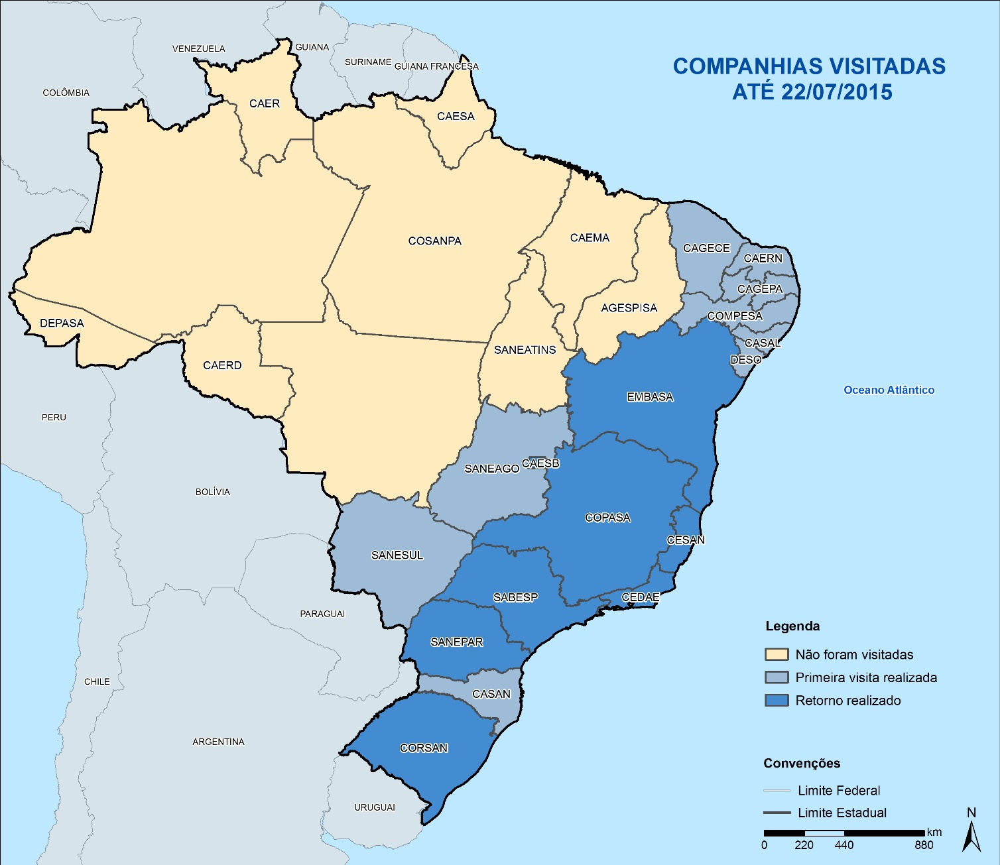 COMPANHIAS VISITADAS
ATÉ 22/07/2015
VENEZUELA
GUIANA
SURINAME
GUIANA FRANCESA
COLÔMBIA
CAER
CAESA
COSANPA
CAEMA
CAGECE
CAERN
CAGEPA
AGESPISA
COMPESA
DEPASA
CASAL
SANEATINS
DESO
CAERD
EMBASA
Oceano Atlântico
PERU
CAESB
SANEAGO
BOLÍVIA
COPASA
CESAN
SANESUL
SABESP
CEDAE
PARAGUAI
SANEPAR
CHILE
CASAN
ARGENTINA
CORSAN
URUGUAI
Legenda
Não foram visitadas
Primeira visita realizada
Retorno realizado
Convenções
Limite Federal
Limite Estadual
N
km
0 220 440 880